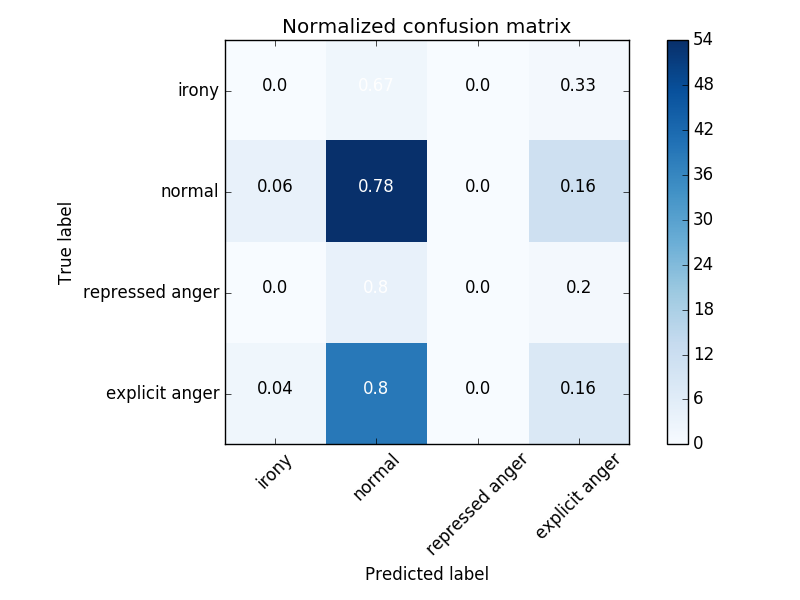 Normalized confusion matrix
irony 0.0 0.67 0.0 0.33
normal 0.06 0.78 0.0 0.16
repressed anger 0.0 0.8 0.0 0.2
explicit anger 0.04 0.8 0.0 0.16
True label
irony normal repressed anger explicit anger
Predicted label
54
48
42
36
30
24
18
12
6
0